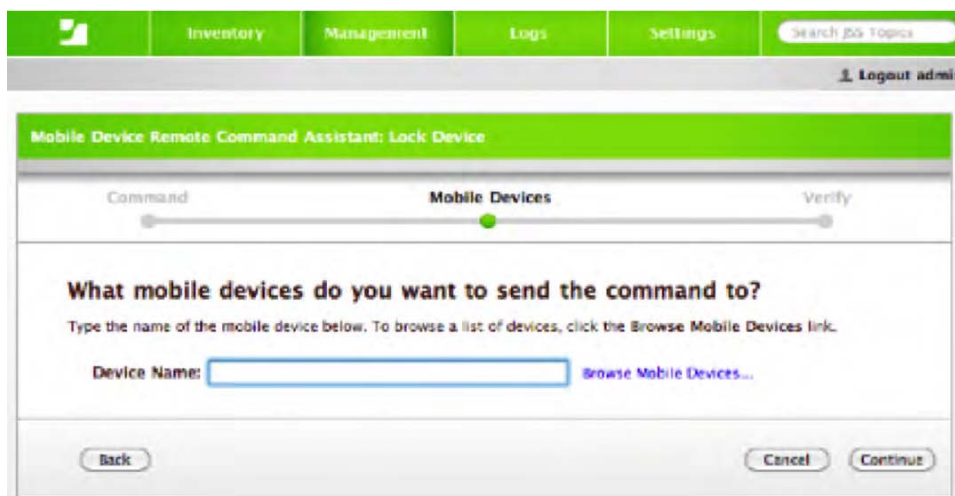 Inventory Management Logs Settings Search JSS Topics
Logout admi
Mobile Device Remote Command Assistant: Lock Device
Command Mobile Devices Verify
What mobile devices do you want to send the command to?
Type the name of the mobile device below. To browse a list of devices, click the Browse Mobile Devices link.
Device Name: Browse Mobile Devices...
Back Cancel Continue